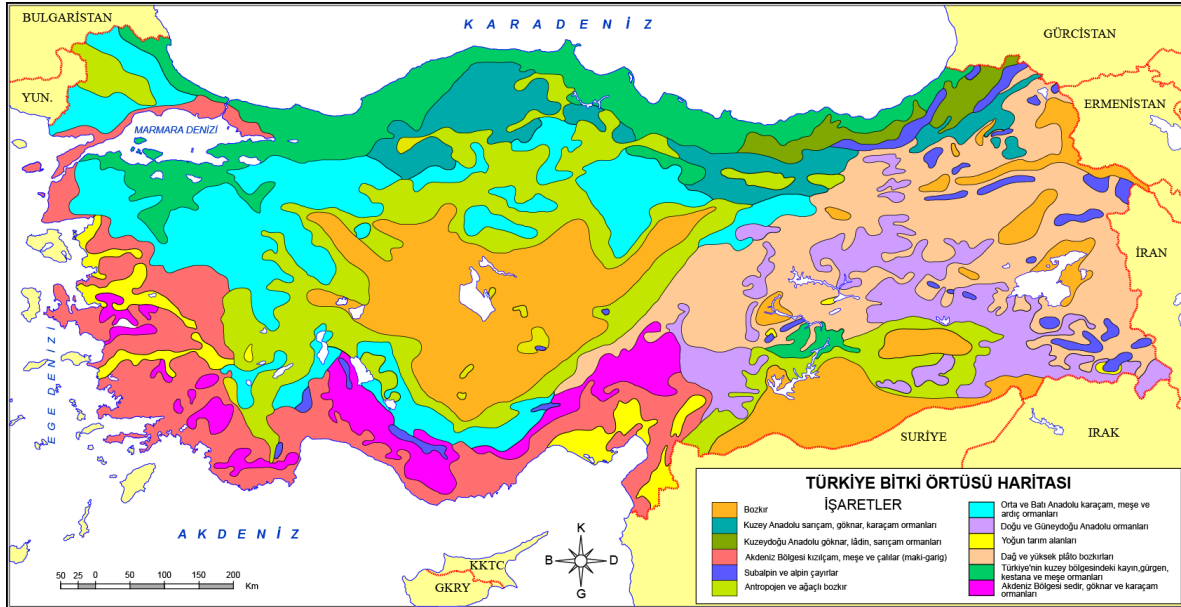 BULGARİSTAN
K A R A D E N İ Z
GÜRCİSTAN
YUN.
ERMENİSTAN
MARMARA DENİZİ
İRAN
E G E D E N İ Z İ
SURİYE
IRAK
A K D E N İ Z
KKTC
GKRY
K
B
D
G
50 25 0 50 100 150 200
Km
TÜRKİYE BİTKİ ÖRTÜSÜ HARİTASI
İŞARETLER
Bozkır
Kuzey Anadolu sarıçam, göknar, karaçam ormanları
Kuzeydoğu Anadolu göknar, lâdin, sarıçam ormanları
Akdeniz Bölgesi kızılçam, meşe ve çalılar (maki-garig)
Subalpin ve alpin çayırlar
Antropojen ve ağaçlı bozkır
Orta ve Batı Anadolu karaçam, meşe ve
ardıç ormanları
Doğu ve Güneydoğu Anadolu ormanları
Yoğun tarım alanları
Dağ ve yüksek plâto bozkırları
Türkiye'nin kuzey bölgesindeki kayın,gürgen,
kestana ve meşe ormanları
Akdeniz Bölgesi sedir, göknar ve karaçam
ormanları